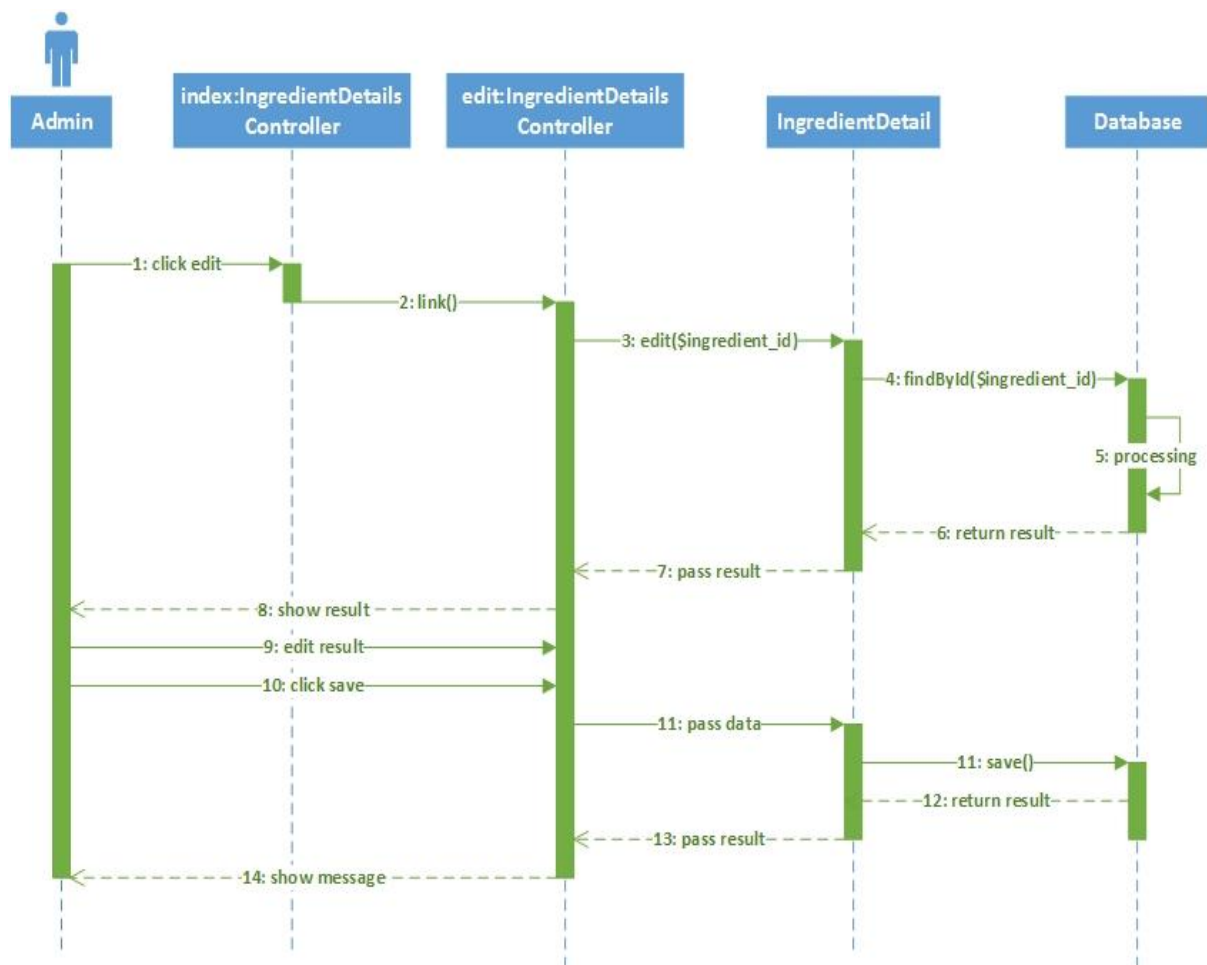 Admin
index:IngredientDetails
Controller
edit:IngredientDetails
Controller
IngredientDetail
Database
1: click edit
2: link()
3: edit($ingredient_id)
4: findById($ingredient_id)
5: processing
6: return result
7: pass result
8: show result
9: edit result
10: click save
11: pass data
11: save()
12: return result
13: pass result
14: show message